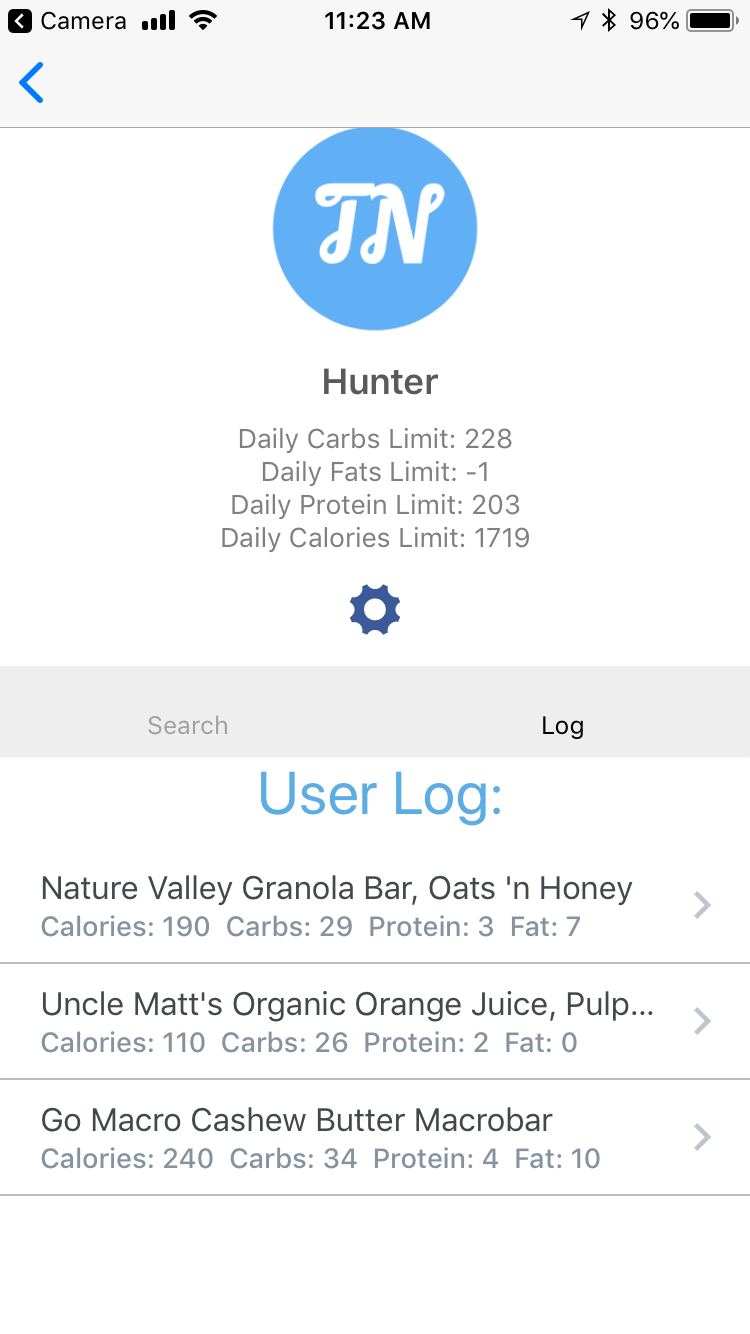 Camera 11:23 AM 96%
TN
Hunter
Daily Carbs Limit: 228
Daily Fats Limit: -1
Daily Protein Limit: 203
Daily Calories Limit: 1719
Search Log
User Log:
Nature Valley Granola Bar, Oats 'n Honey
Calories: 190 Carbs: 29 Protein: 3 Fat: 7
Uncle Matt's Organic Orange Juice, Pulp...
Calories: 110 Carbs: 26 Protein: 2 Fat: 0
Go Macro Cashew Butter Macrobar
Calories: 240 Carbs: 34 Protein: 4 Fat: 10